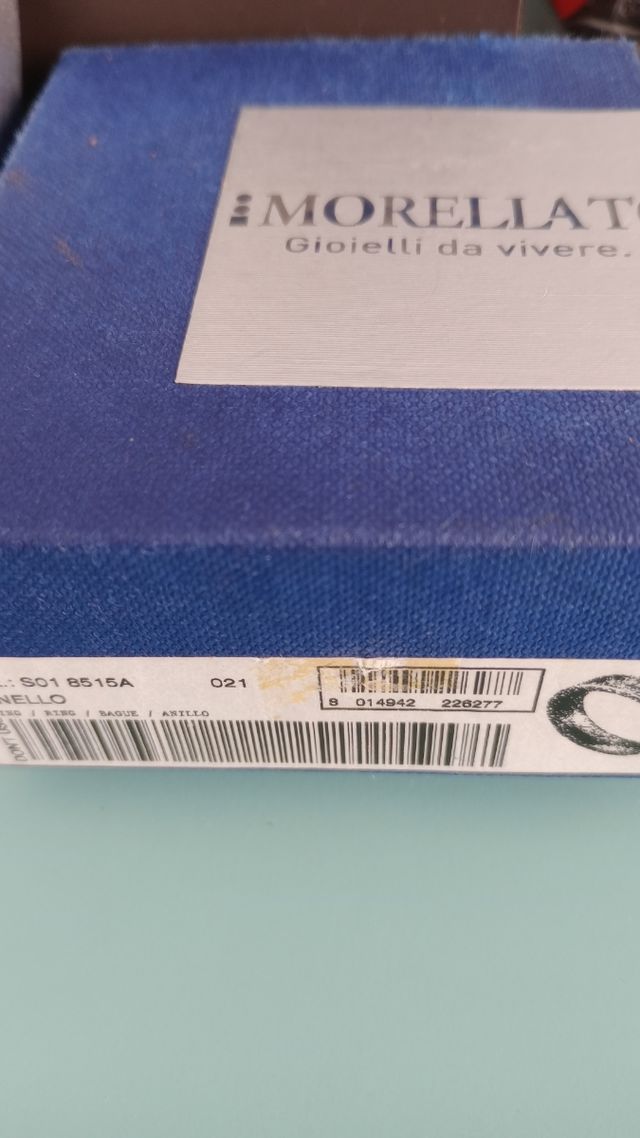 MORELLATO
Gioielli da vivere.
.: S01 8515A 021
NELLO
RING / BAGUE / ANILLO
8 014942 226277